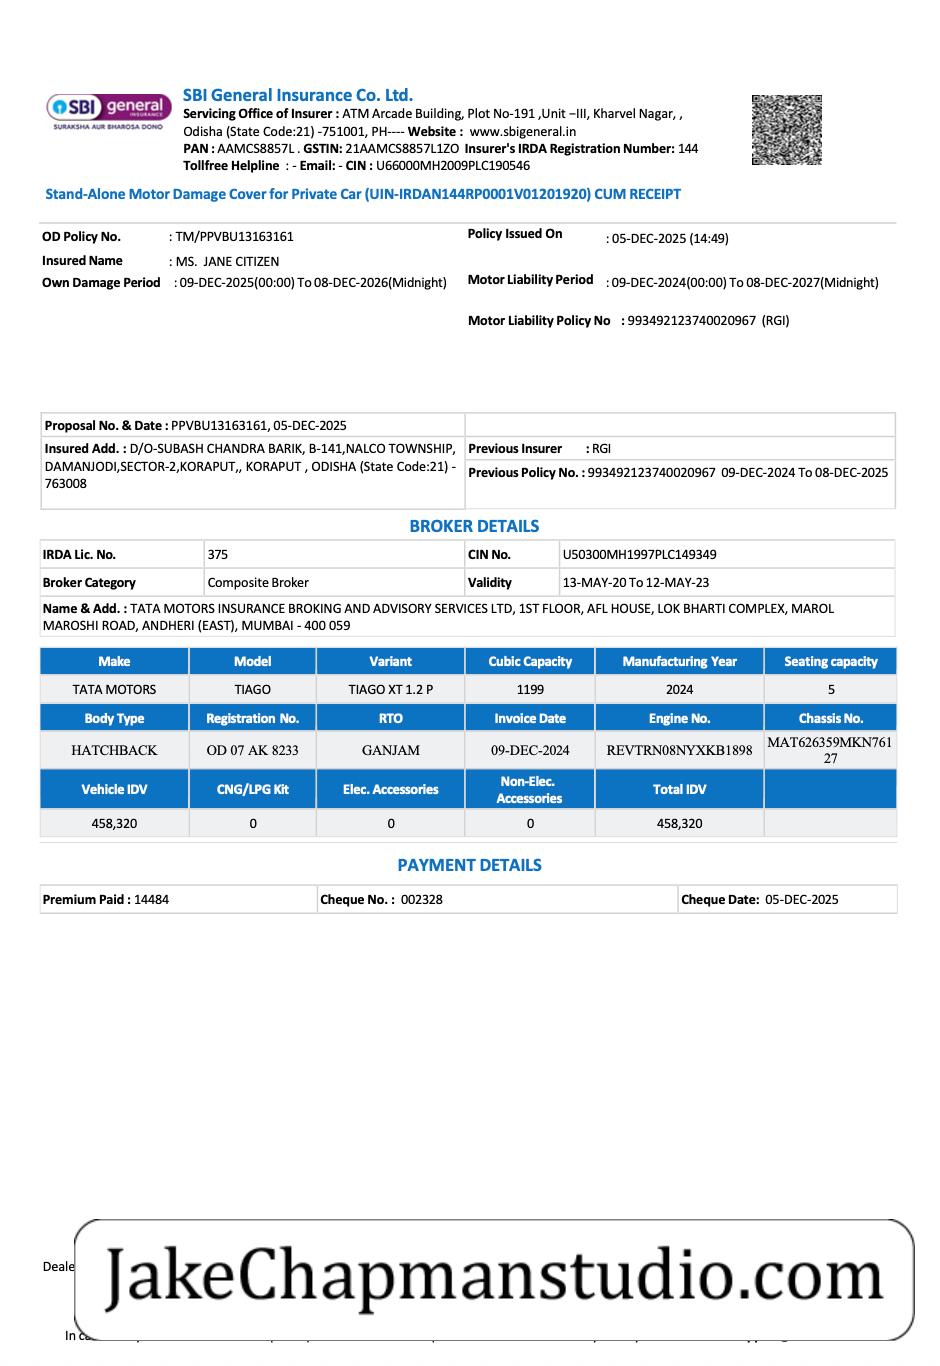 SBI general
INSURANCE
SURAKSHA AUR BHAROSA DONO
SBI General Insurance Co. Ltd.
Servicing Office of Insurer : ATM Arcade Building, Plot No-191 ,Unit –III, Kharvel Nagar, ,
Odisha (State Code:21) -751001, PH---- Website : www.sbigeneral.in
PAN : AAMCS8857L . GSTIN: 21AAMCS8857L1ZO Insurer's IRDA Registration Number: 144
Tollfree Helpline : - Email: - CIN : U66000MH2009PLC190546
Stand-Alone Motor Damage Cover for Private Car (UIN-IRDAN144RP0001V01201920) CUM RECEIPT
OD Policy No. : TM/PPVBU13163161 Policy Issued On : 05-DEC-2025 (14:49)
Insured Name : MS. JANE CITIZEN
Own Damage Period : 09-DEC-2025(00:00) To 08-DEC-2026(Midnight) Motor Liability Period : 09-DEC-2024(00:00) To 08-DEC-2027(Midnight)
Motor Liability Policy No : 993492123740020967 (RGI)
Proposal No. & Date : PPVBU13163161, 05-DEC-2025
Insured Add. : D/O-SUBASH CHANDRA BARIK, B-141,NALCO TOWNSHIP,
DAMANJODI,SECTOR-2,KORAPUT,, KORAPUT , ODISHA (State Code:21) -
763008
Previous Insurer : RGI
Previous Policy No. : 993492123740020967 09-DEC-2024 To 08-DEC-2025
BROKER DETAILS
IRDA Lic. No. 375 CIN No. U50300MH1997PLC149349
Broker Category Composite Broker Validity 13-MAY-20 To 12-MAY-23
Name & Add. : TATA MOTORS INSURANCE BROKING AND ADVISORY SERVICES LTD, 1ST FLOOR, AFL HOUSE, LOK BHARTI COMPLEX, MAROL
MAROSHI ROAD, ANDHERI (EAST), MUMBAI - 400 059
Make Model Variant Cubic Capacity Manufacturing Year Seating capacity
TATA MOTORS TIAGO TIAGO XT 1.2 P 1199 2024 5
Body Type Registration No. RTO Invoice Date Engine No. Chassis No.
HATCHBACK OD 07 AK 8233 GANJAM 09-DEC-2024 REVTRN08NYXKB1898 MAT626359MKN761
27
Vehicle IDV CNG/LPG Kit Elec. Accessories Non-Elec. Total IDV
Accessories
458,320 0 0 0 458,320
PAYMENT DETAILS
Premium Paid : 14484 Cheque No. : 002328 Cheque Date: 05-DEC-2025
Deale
JakeChapmanstudio.com
In